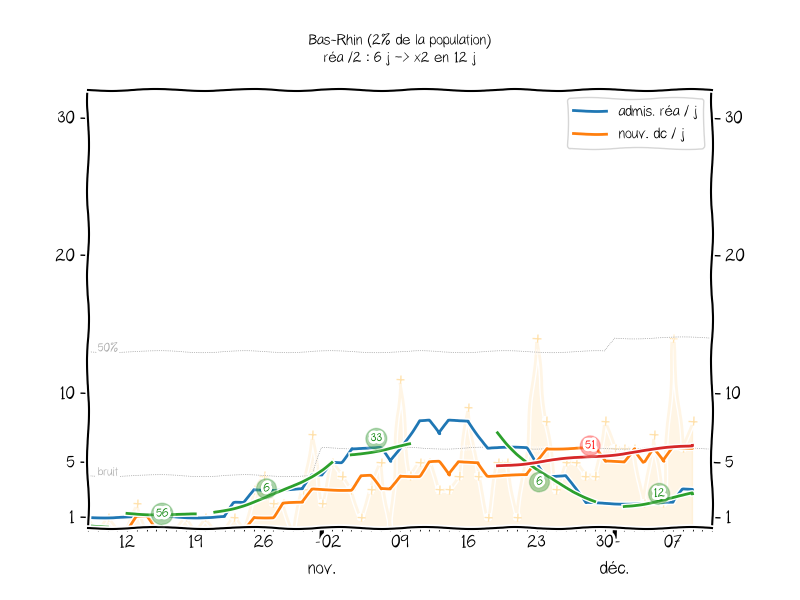 Bas-Rhin (2% de la population)
réa /2 : 6 j -> x2 en 12 j
admis. réa / j
nouv. dc / j
30
30
20
20
50%
10
10
33
51
5
5
bruit
6
6
12
56
1
1
12 19 26 02 09 16 23 30 07
nov. déc.